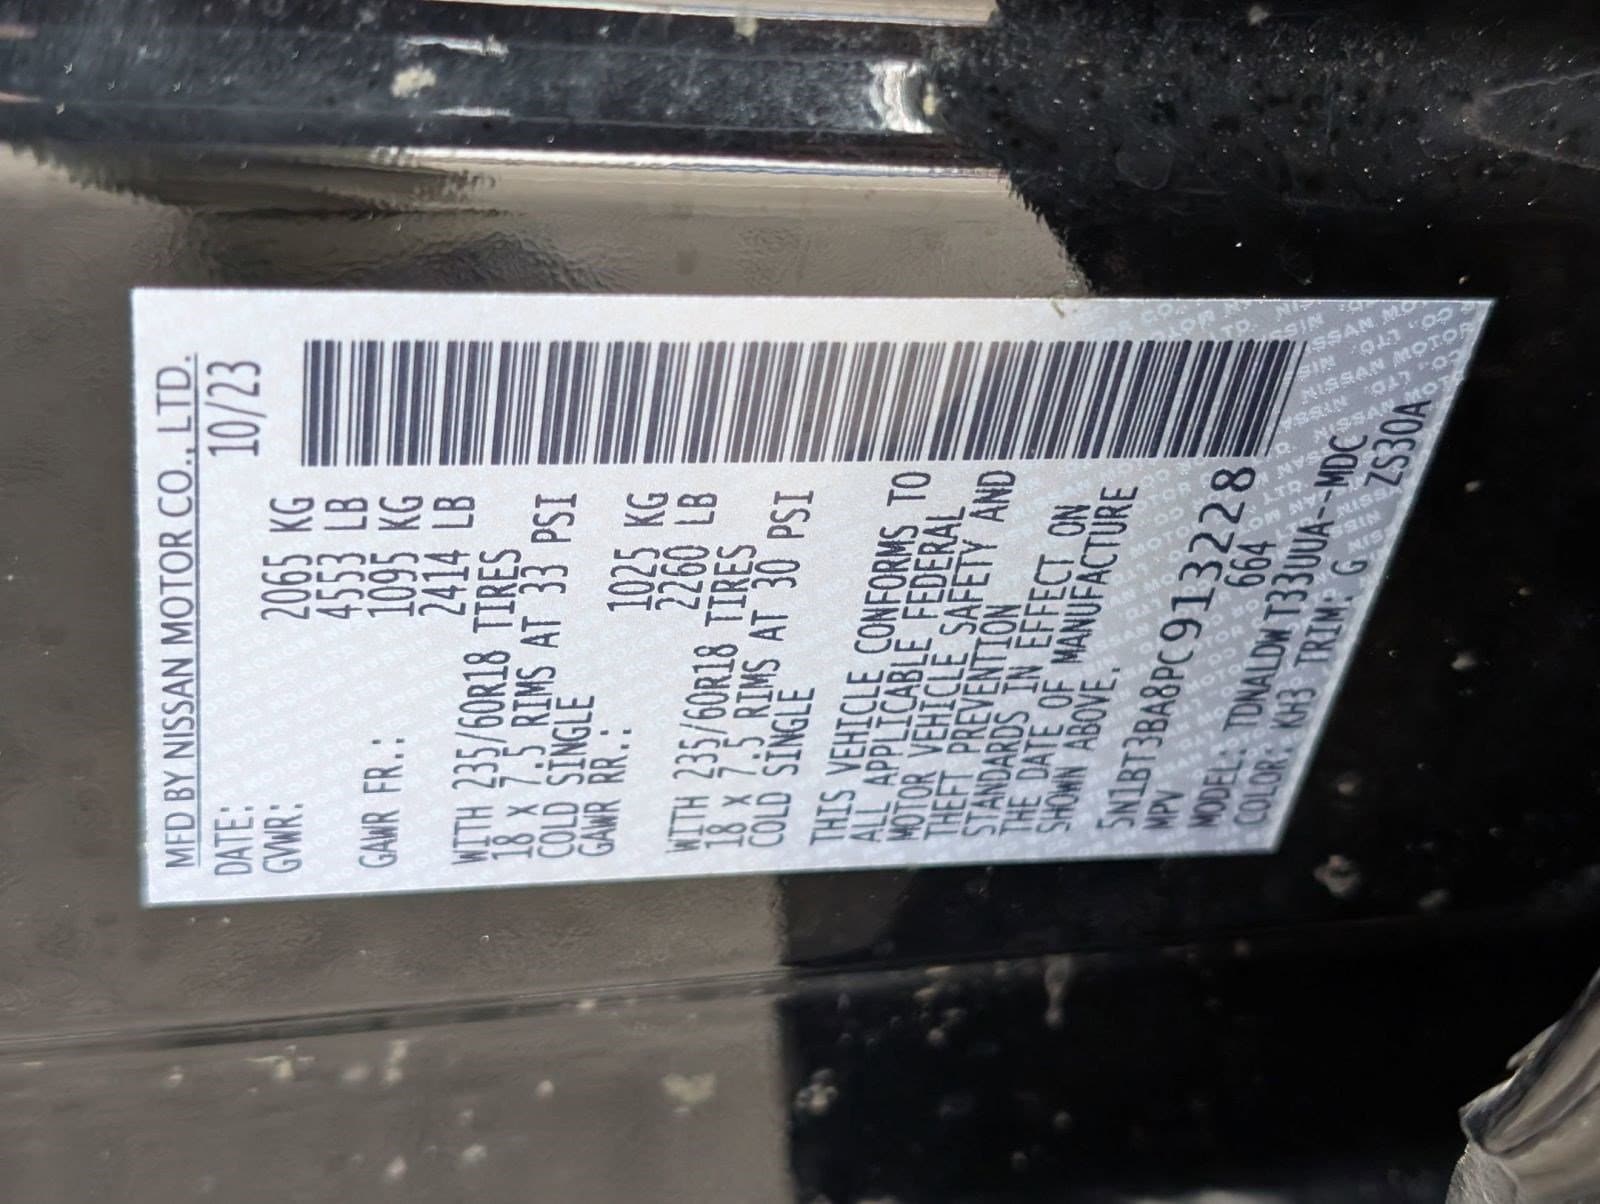 MFD BY NISSAN MOTOR CO., LTD.
DATE: 10/23
GVWR: 2065 KG
4553 LB
GAWR FR.: 1095 KG
2414 LB
WITH 235/60R18 TIRES
18 X 7.5 RIMS AT 33 PSI
COLD SINGLE
GAWR RR.: 1025 KG
2260 LB
WITH 235/60R18 TIRES
18 X 7.5 RIMS AT 30 PSI
COLD SINGLE
THIS VEHICLE CONFORMS TO
ALL APPLICABLE FEDERAL
MOTOR VEHICLE SAFETY AND
THEFT PREVENTION
STANDARDS IN EFFECT ON
THE DATE OF MANUFACTURE
SHOWN ABOVE.
5N1BT3BA8PC913228
MPV 664
MODEL: TDNALDW T33UUA--MDC
COLOR: KH3 TRIM: G ZS30A